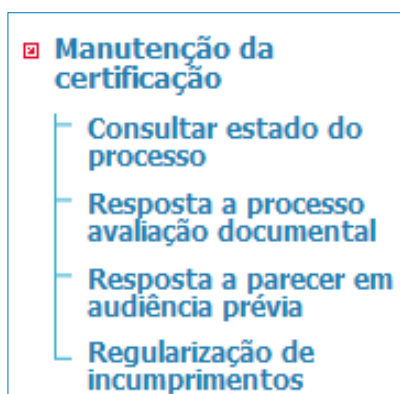 Manutenção da
certificação
Consultar estado do
processo
Resposta a processo
avaliação documental
Resposta a parecer em
audiência prévia
Regularização de
incumprimentos